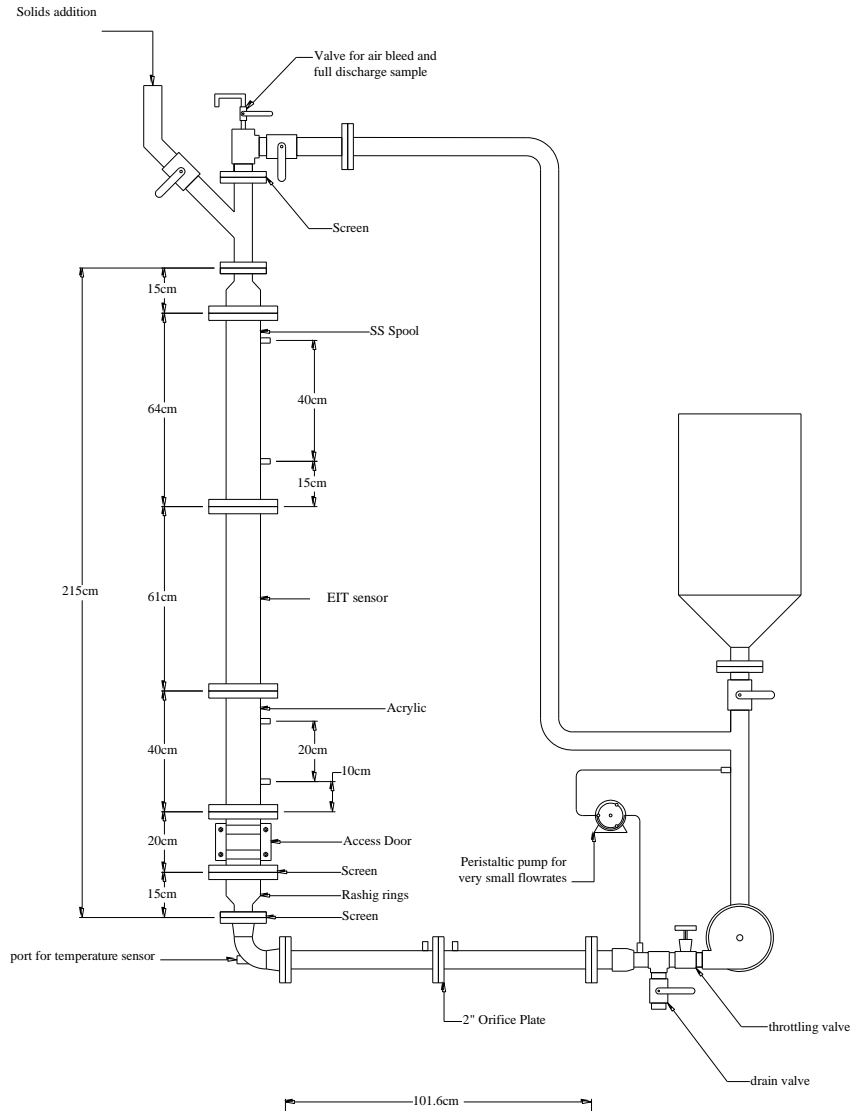 Solids addition
Valve for air bleed and
full discharge sample
Screen
15cm
SS Spool
40cm
64cm
15cm
215cm
61cm
EIT sensor
Acrylic
40cm
20cm
10cm
20cm
Access Door
Peristaltic pump for
very small flowrates
Screen
15cm
Rashig rings
Screen
port for temperature sensor
2" Orifice Plate
throttling valve
drain valve
101.6cm